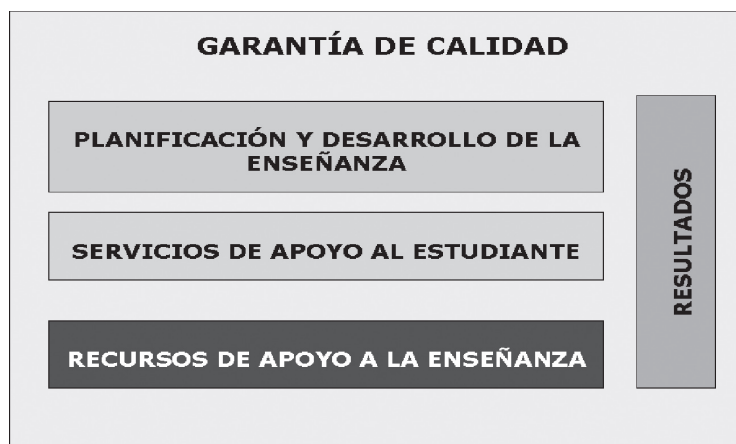 GARANTÍA DE CALIDAD
PLANIFICACIÓN Y DESARROLLO DE LA
ENSEÑANZA
SERVICIOS DE APOYO AL ESTUDIANTE
RECURSOS DE APOYO A LA ENSEÑANZA
RESULTADOS